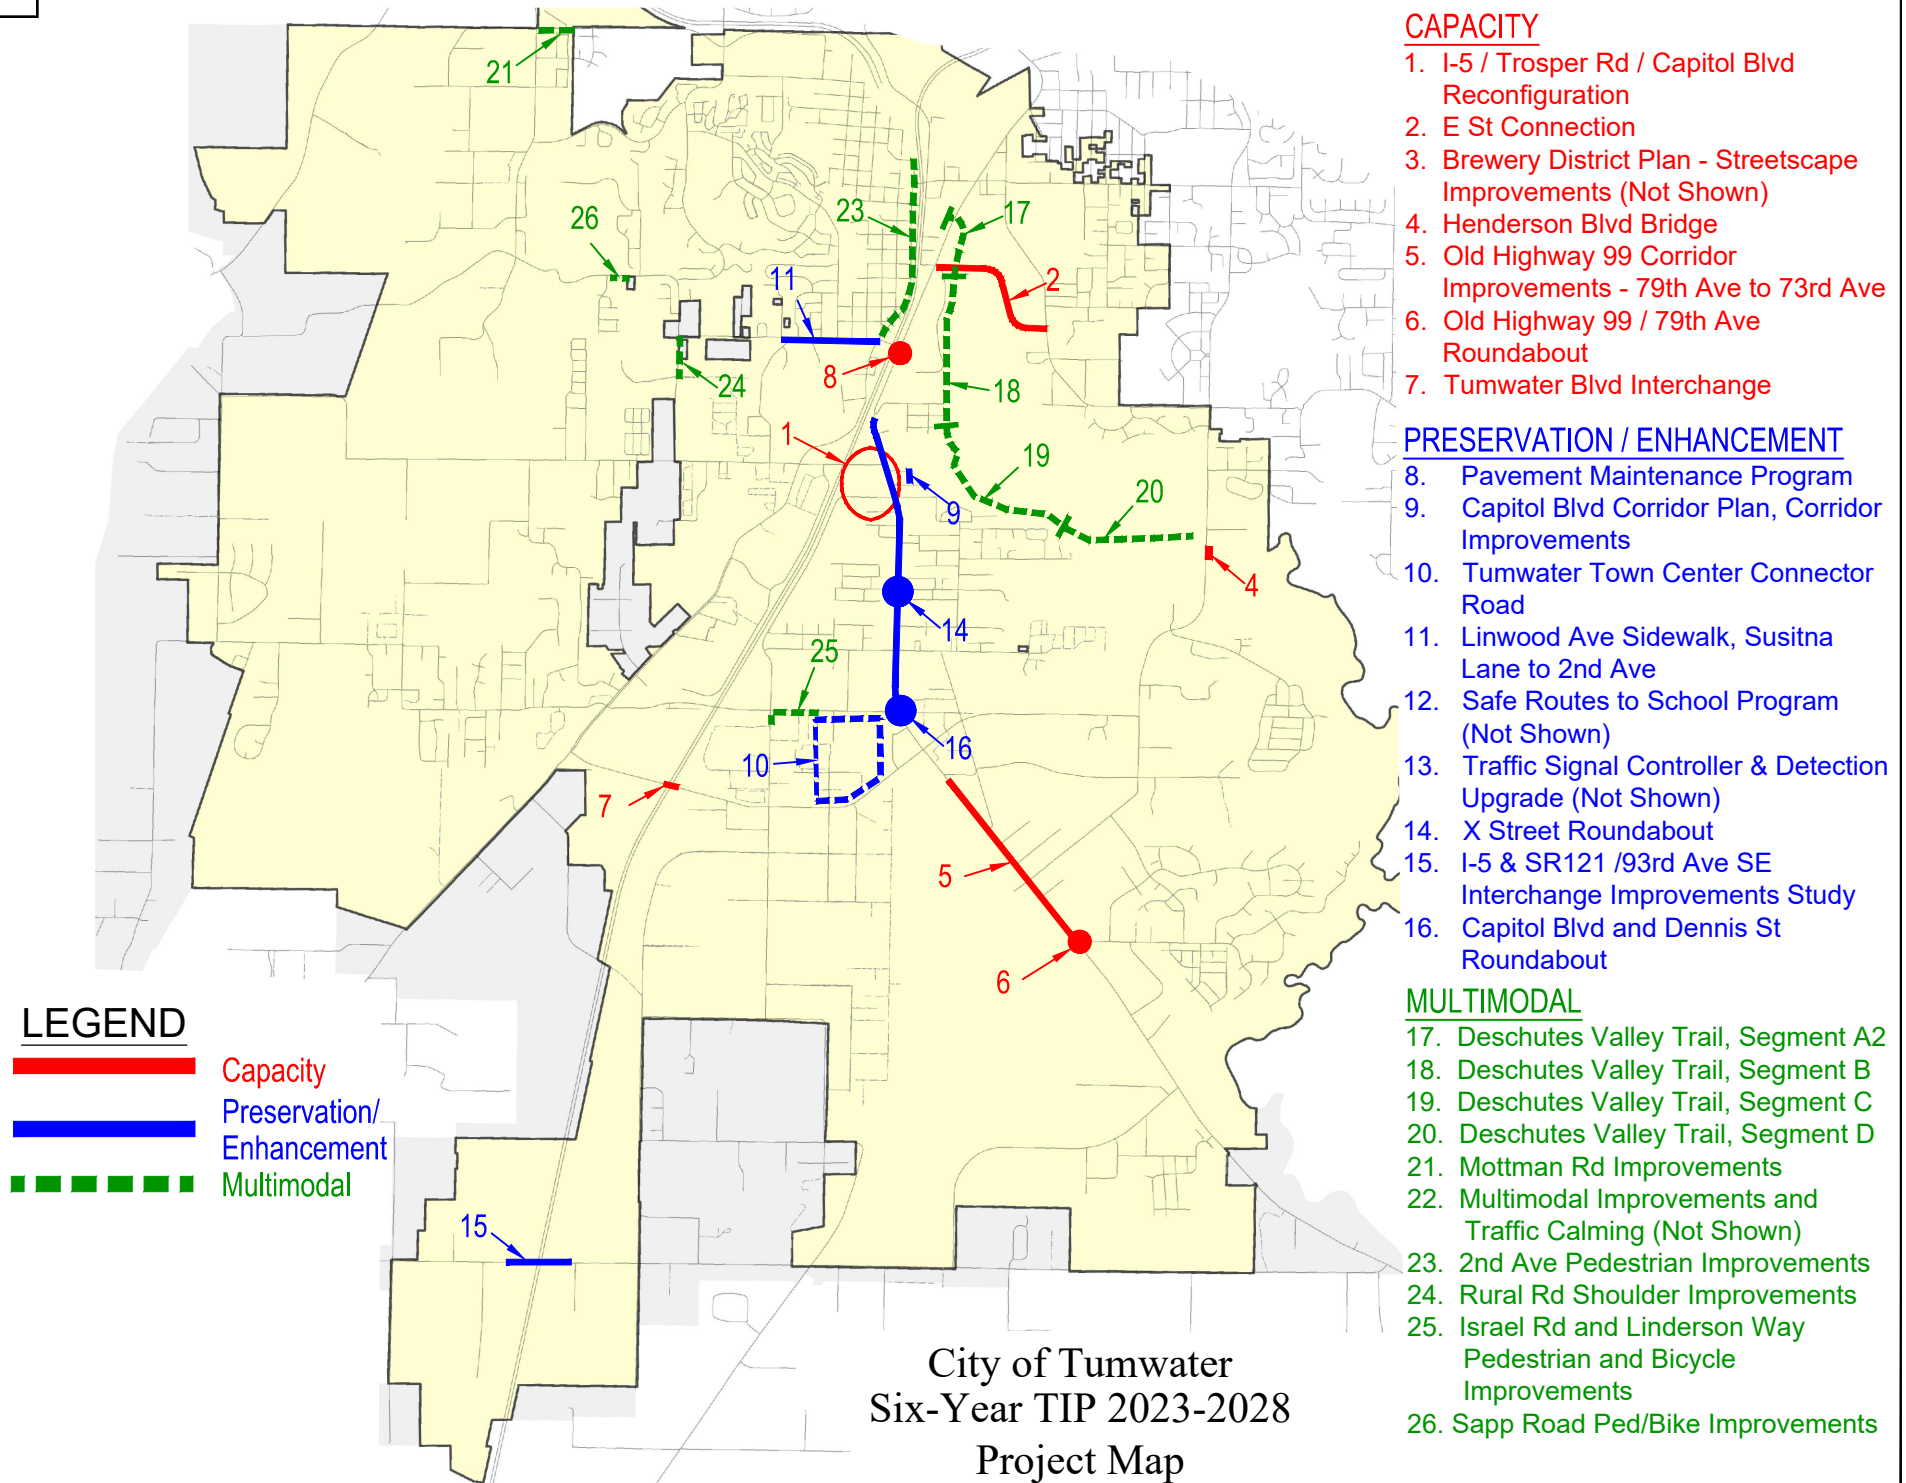 CAPACITY
1. I-5 / Trosper Rd / Capitol Blvd
Reconfiguration
2. E St Connection
3. Brewery District Plan - Streetscape
Improvements (Not Shown)
4. Henderson Blvd Bridge
5. Old Highway 99 Corridor
Improvements - 79th Ave to 73rd Ave
6. Old Highway 99 / 79th Ave
Roundabout
7. Tumwater Blvd Interchange
PRESERVATION / ENHANCEMENT
8. Pavement Maintenance Program
9. Capitol Blvd Corridor Plan, Corridor
Improvements
10. Tumwater Town Center Connector
Road
11. Linwood Ave Sidewalk, Susitna
Lane to 2nd Ave
12. Safe Routes to School Program
(Not Shown)
13. Traffic Signal Controller & Detection
Upgrade (Not Shown)
14. X Street Roundabout
15. I-5 & SR121 /93rd Ave SE
Interchange Improvements Study
16. Capitol Blvd and Dennis St
Roundabout
MULTIMODAL
17. Deschutes Valley Trail, Segment A2
18. Deschutes Valley Trail, Segment B
19. Deschutes Valley Trail, Segment C
20. Deschutes Valley Trail, Segment D
21. Mottman Rd Improvements
22. Multimodal Improvements and
Traffic Calming (Not Shown)
23. 2nd Ave Pedestrian Improvements
24. Rural Rd Shoulder Improvements
25. Israel Rd and Linderson Way
Pedestrian and Bicycle
Improvements
26. Sapp Road Ped/Bike Improvements
21
23
17
26
11
2
8
24
18
1
19
20
9
4
14
25
10
16
7
5
6
15
LEGEND
Capacity
Preservation/
Enhancement
Multimodal
City of Tumwater
Six-Year TIP 2023-2028
Project Map